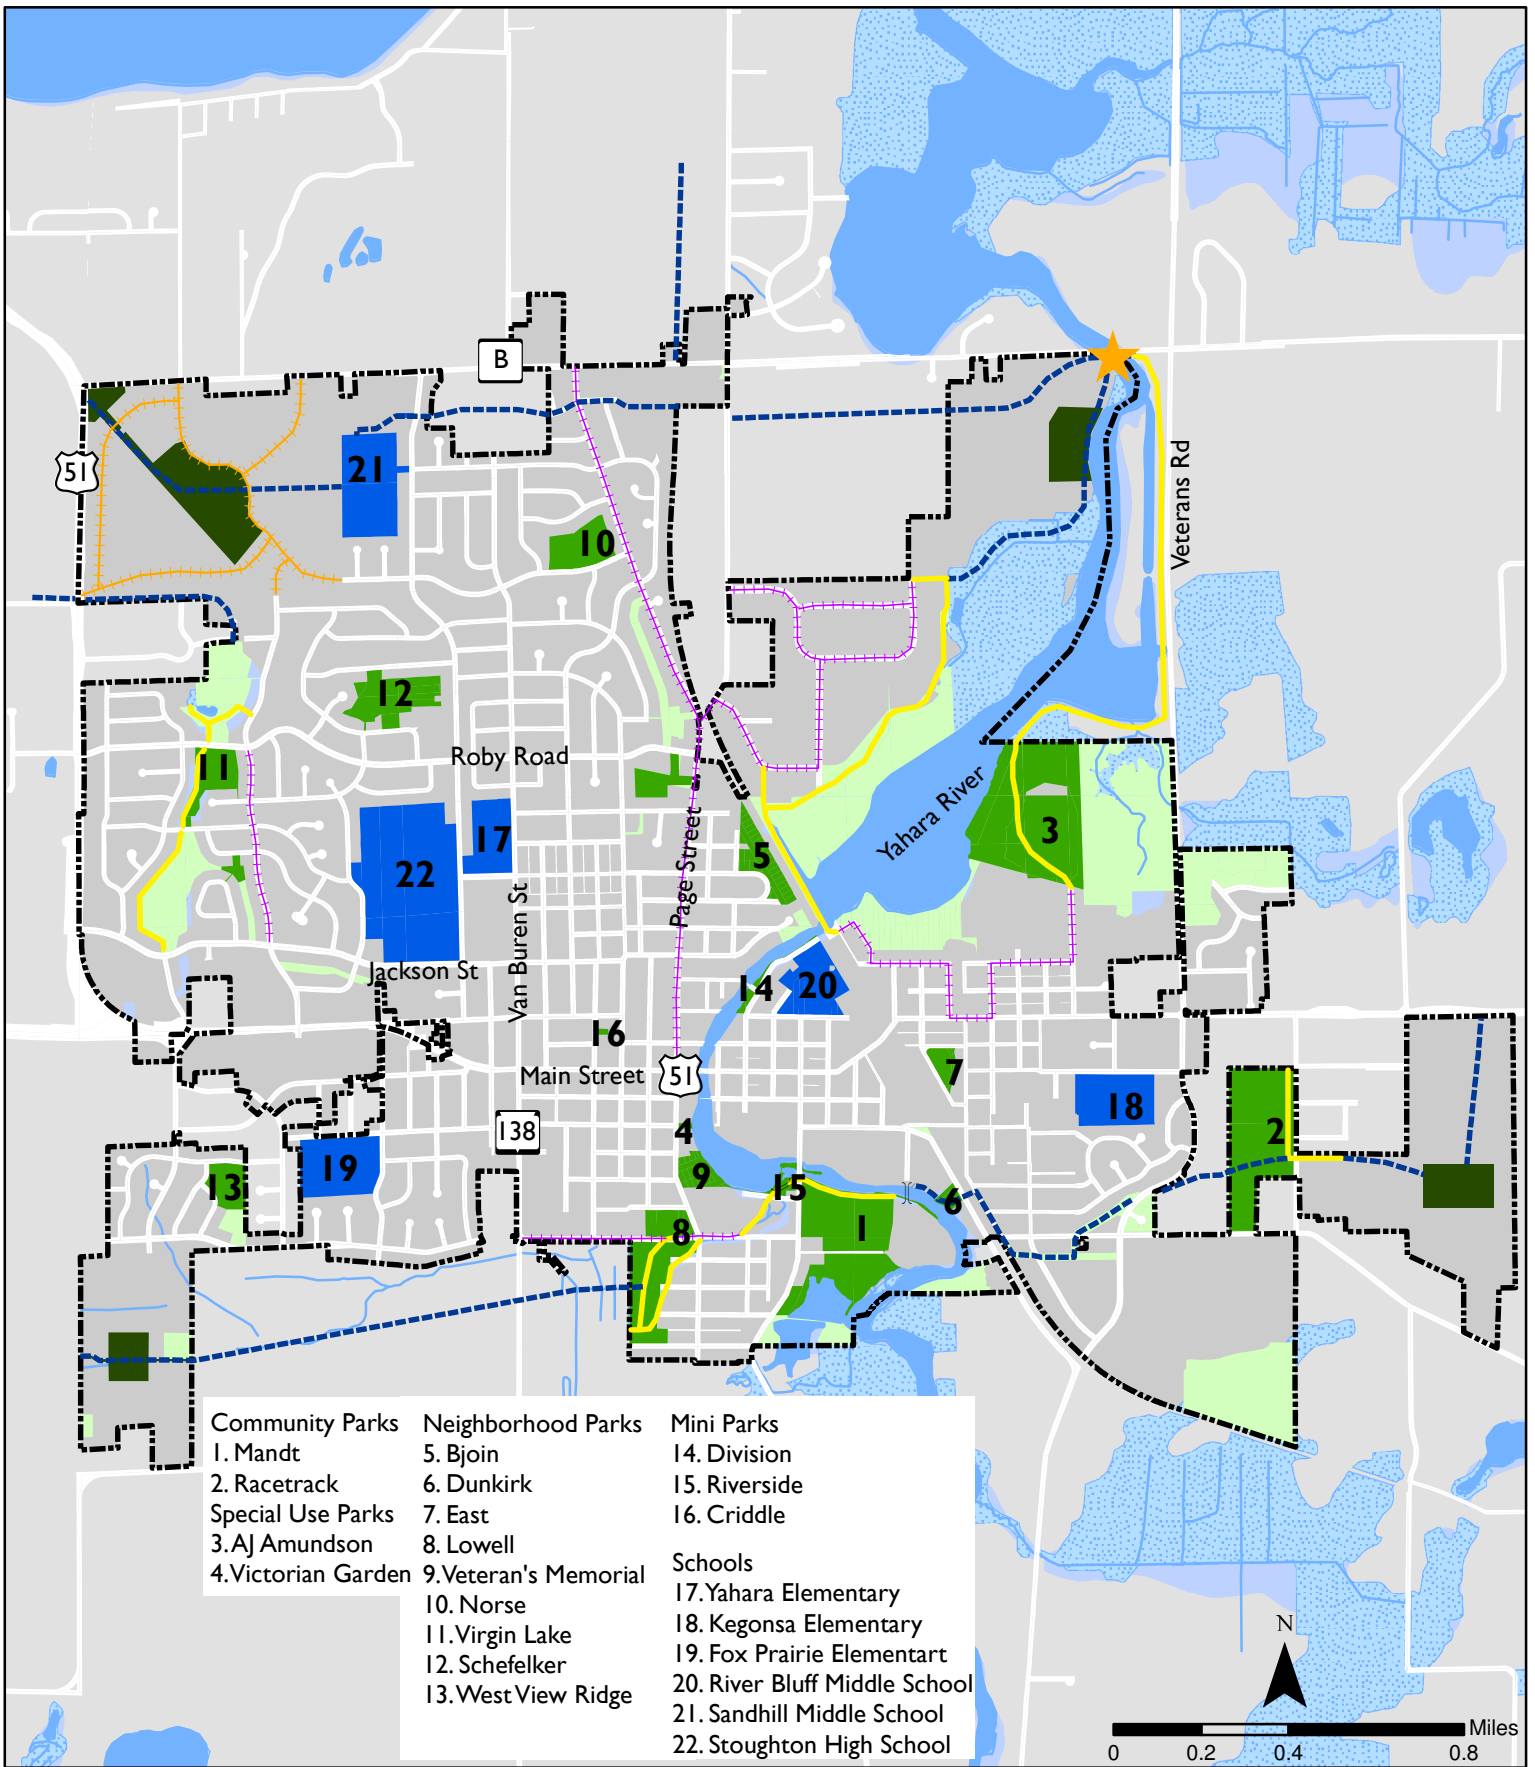 B
51
21
Veterans Rd
10
12
Roby Road
11
Yahara River
3
17
5
22
Page Street
Van Buren St
Jackson St
14
20
16
Main Street
51
7
18
4
138
2
19
9
13
15
6
8
1
Community Parks
1. Mandt
2. Racetrack
Special Use Parks
3. AJ Amundson
4. Victorian Garden
Neighborhood Parks
5. Bjoin
6. Dunkirk
7. East
8. Lowell
9. Veteran's Memorial
10. Norse
11. Virgin Lake
12. Schefelker
13. West View Ridge
Mini Parks
14. Division
15. Riverside
16. Criddle
Schools
17. Yahara Elementary
18. Kegonsa Elementary
19. Fox Prairie Elementart
20. River Bluff Middle School
21. Sandhill Middle School
22. Stoughton High School
N
Miles
0 0.2 0.4 0.8